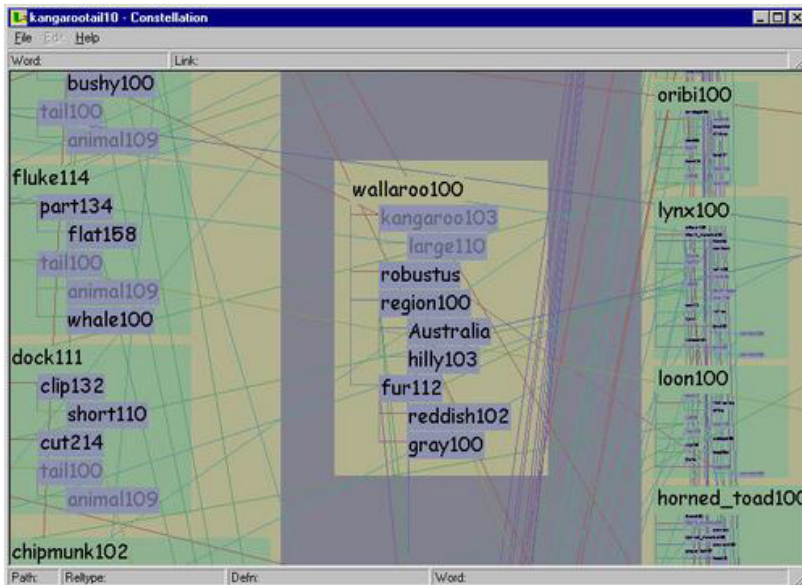 kangarootail10 - Constellation
File Edit Help
Word: Link:
bushy100
tail100
animal109
fluke114
part134
flat158
tail100
animal109
whale100
dock111
clip132
short110
cut214
tail100
animal109
chipmunk102
wallaroo100
kangaroo103
large110
robustus
region100
Australia
hilly103
fur112
reddish102
gray100
oribi100
lynx100
loon100
horned_toad100
Path: Reltype: Defn: Word: